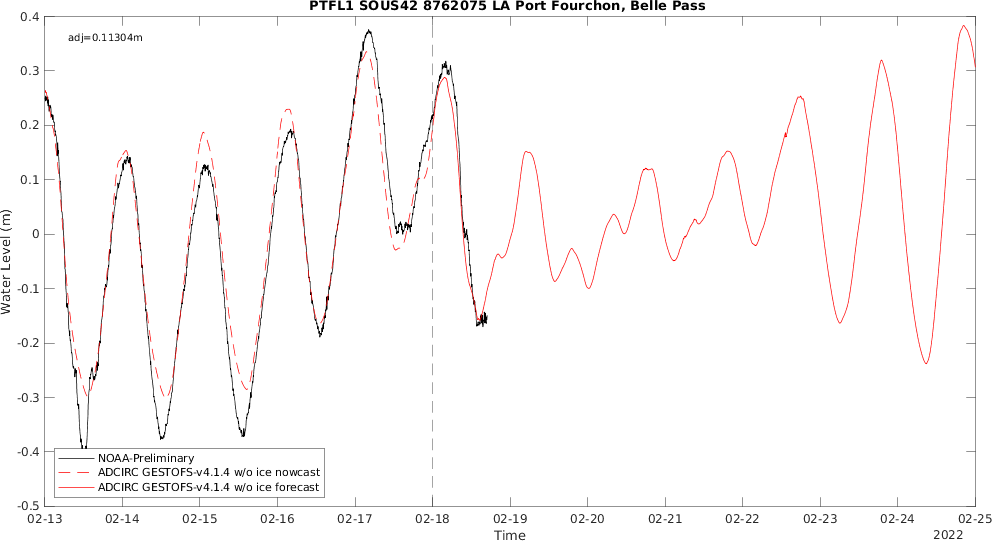 PTFL1 SOUS42 8762075 LA Port Fourchon, Belle Pass
adj=0.11304m
0.4
0.3
0.2
0.1
0
-0.1
-0.2
-0.3
-0.4
-0.5
Water Level (m)
NOAA-Preliminary
ADCIRC GESTOFS-v4.1.4 w/o ice nowcast
ADCIRC GESTOFS-v4.1.4 w/o ice forecast
02-13 02-14 02-15 02-16 02-17 02-18 02-19 02-20 02-21 02-22 02-23 02-24 02-25
Time
2022